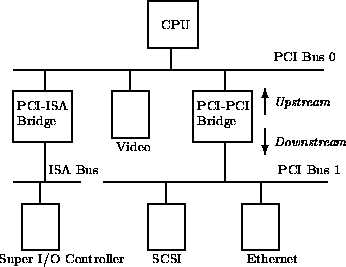 CPU
PCI Bus 0
PCI-ISA
Bridge
Video
PCI-PCI
Bridge
Upstream
Downstream
ISA Bus
PCI Bus 1
Super I/O Controller
SCSI
Ethernet